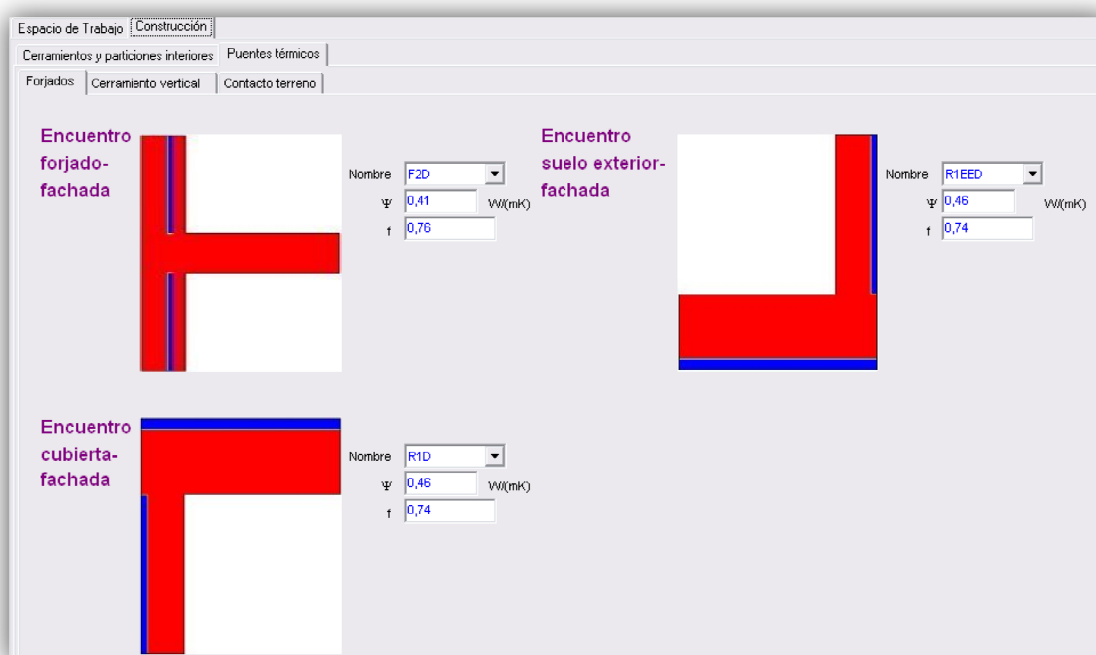 Espacio de Trabajo Construcción
Cerramientos y particiones interiores Puentes térmicos
Forjados Cerramiento vertical Contacto terreno
Encuentro
forjado-
fachada
Nombre F2D
Ψ 0,41 W/(mK)
f 0,76
Encuentro
suelo exterior-
fachada
Nombre R1EED
Ψ 0,46 W/(mK)
f 0,74
Encuentro
cubierta-
fachada
Nombre R1D
Ψ 0,46 W/(mK)
f 0,74